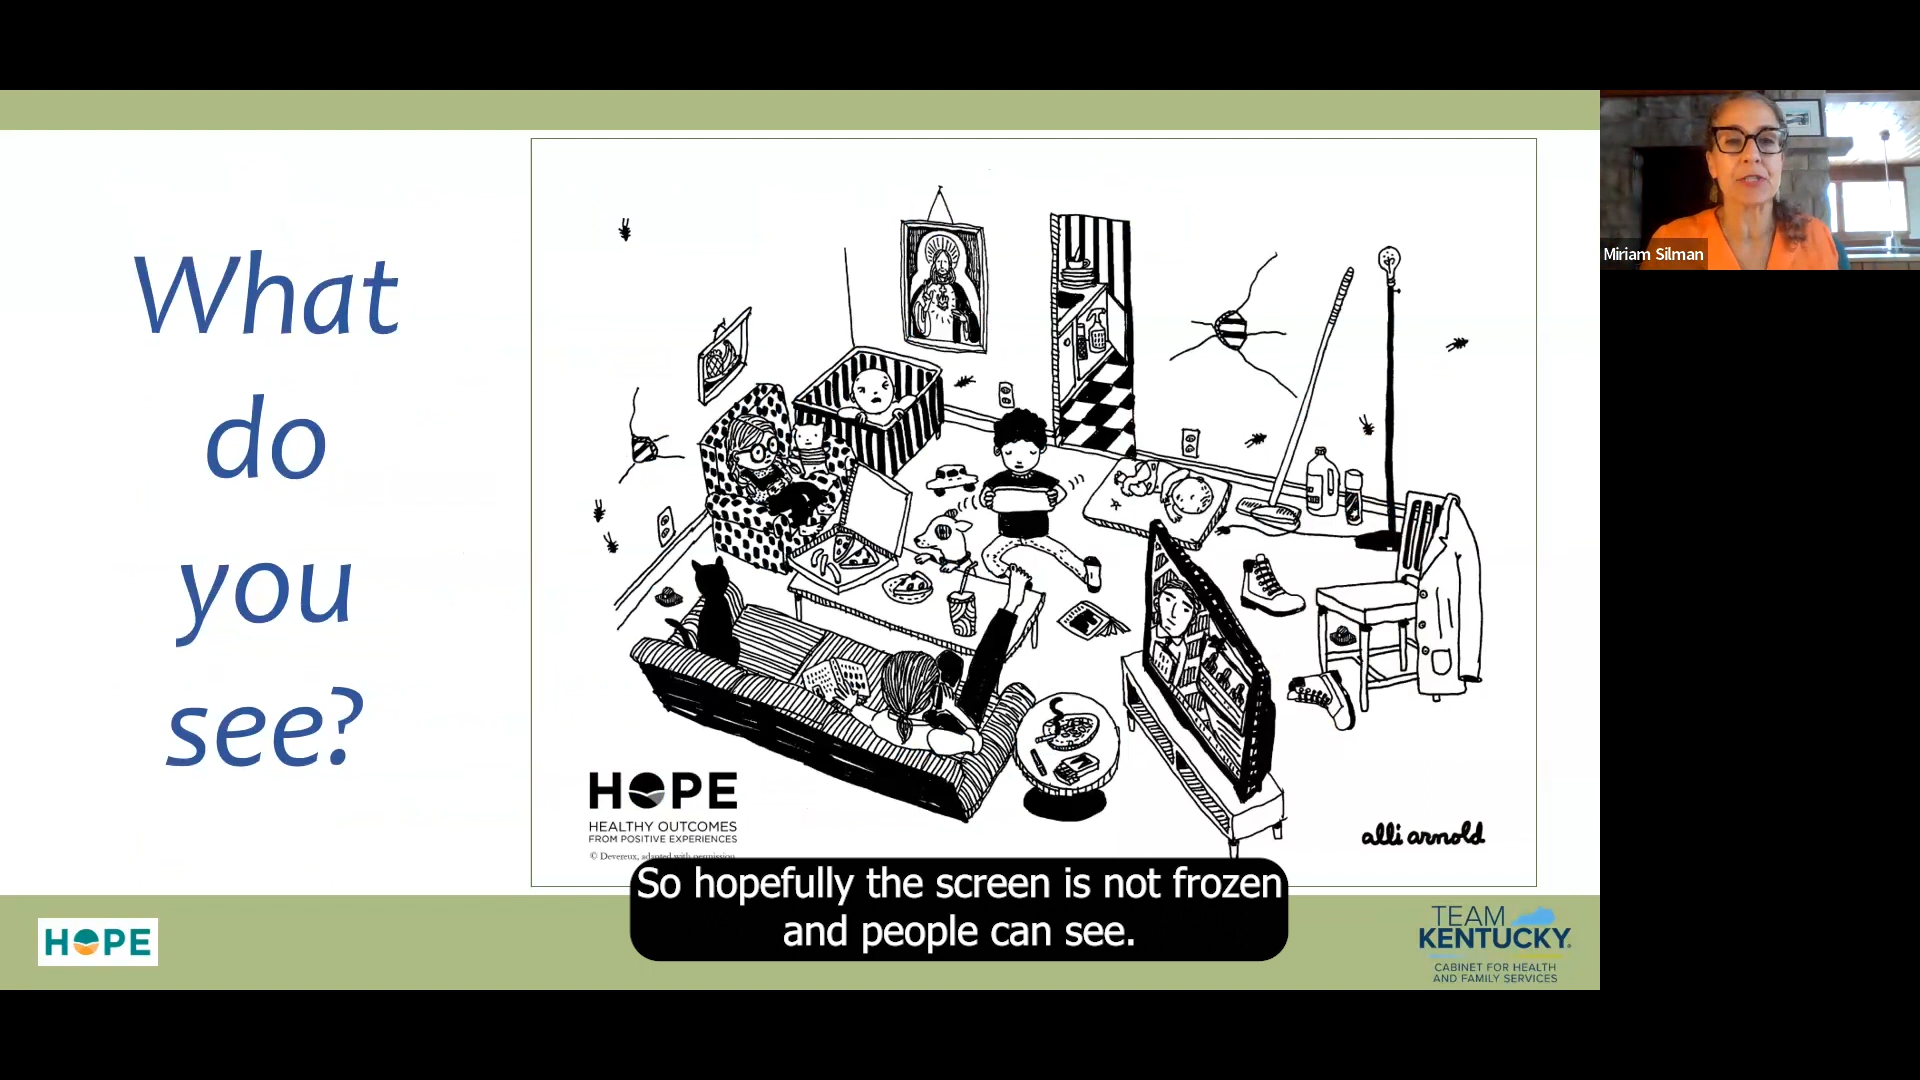 What
do
you
see?
HOPE
HEALTHY OUTCOMES
FROM POSITIVE EXPERIENCES
© Devereux, adapted with permission
alli arnold
So hopefully the screen is not frozen
and people can see.
HOPE
TEAM
KENTUCKY®
CABINET FOR HEALTH
AND FAMILY SERVICES
Miriam Silman